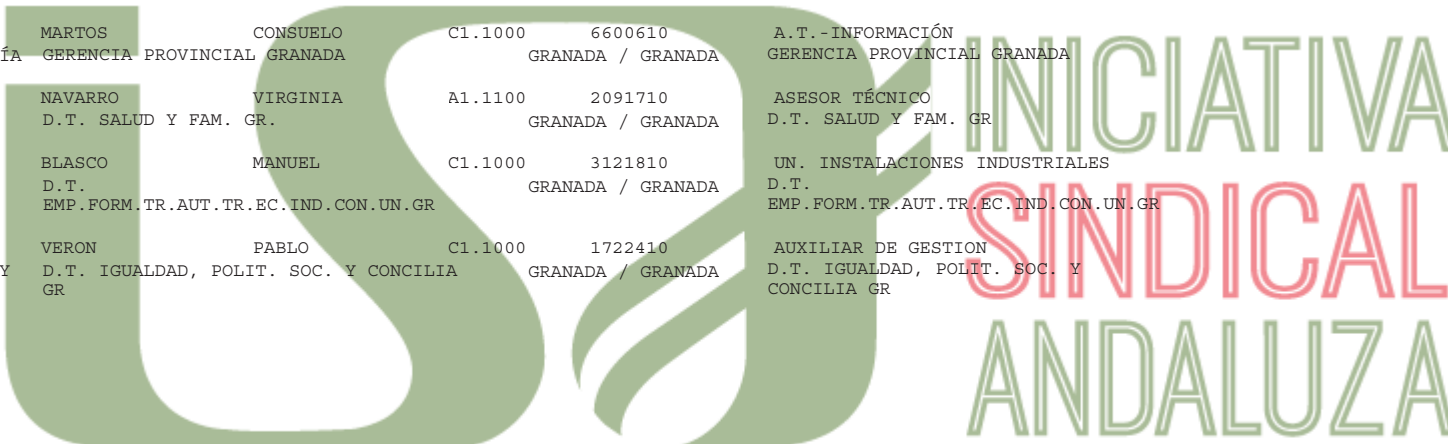 MARTOS CONSUELO C1.1000 6600610 A.T.-INFORMACIÓN
ÍA GERENCIA PROVINCIAL GRANADA GRANADA / GRANADA GERENCIA PROVINCIAL GRANADA
NAVARRO VIRGINIA A1.1100 2091710 ASESOR TÉCNICO
D.T. SALUD Y FAM. GR. GRANADA / GRANADA D.T. SALUD Y FAM. GR
BLASCO MANUEL C1.1000 3121810 UN. INSTALACIONES INDUSTRIALES
D.T. GRANADA / GRANADA D.T.
EMP.FORM.TR.AUT.TR.EC.IND.CON.UN.GR EMP.FORM.TR.AUT.TR.EC.IND.CON.UN.GR
VERON PABLO C1.1000 1722410 AUXILIAR DE GESTION
Y D.T. IGUALDAD, POLIT. SOC. Y CONCILIA GRANADA / GRANADA D.T. IGUALDAD, POLIT. SOC. Y
GR CONCILIA GR
isa
INICIATIVA
SINDICAL
ANDALUZA